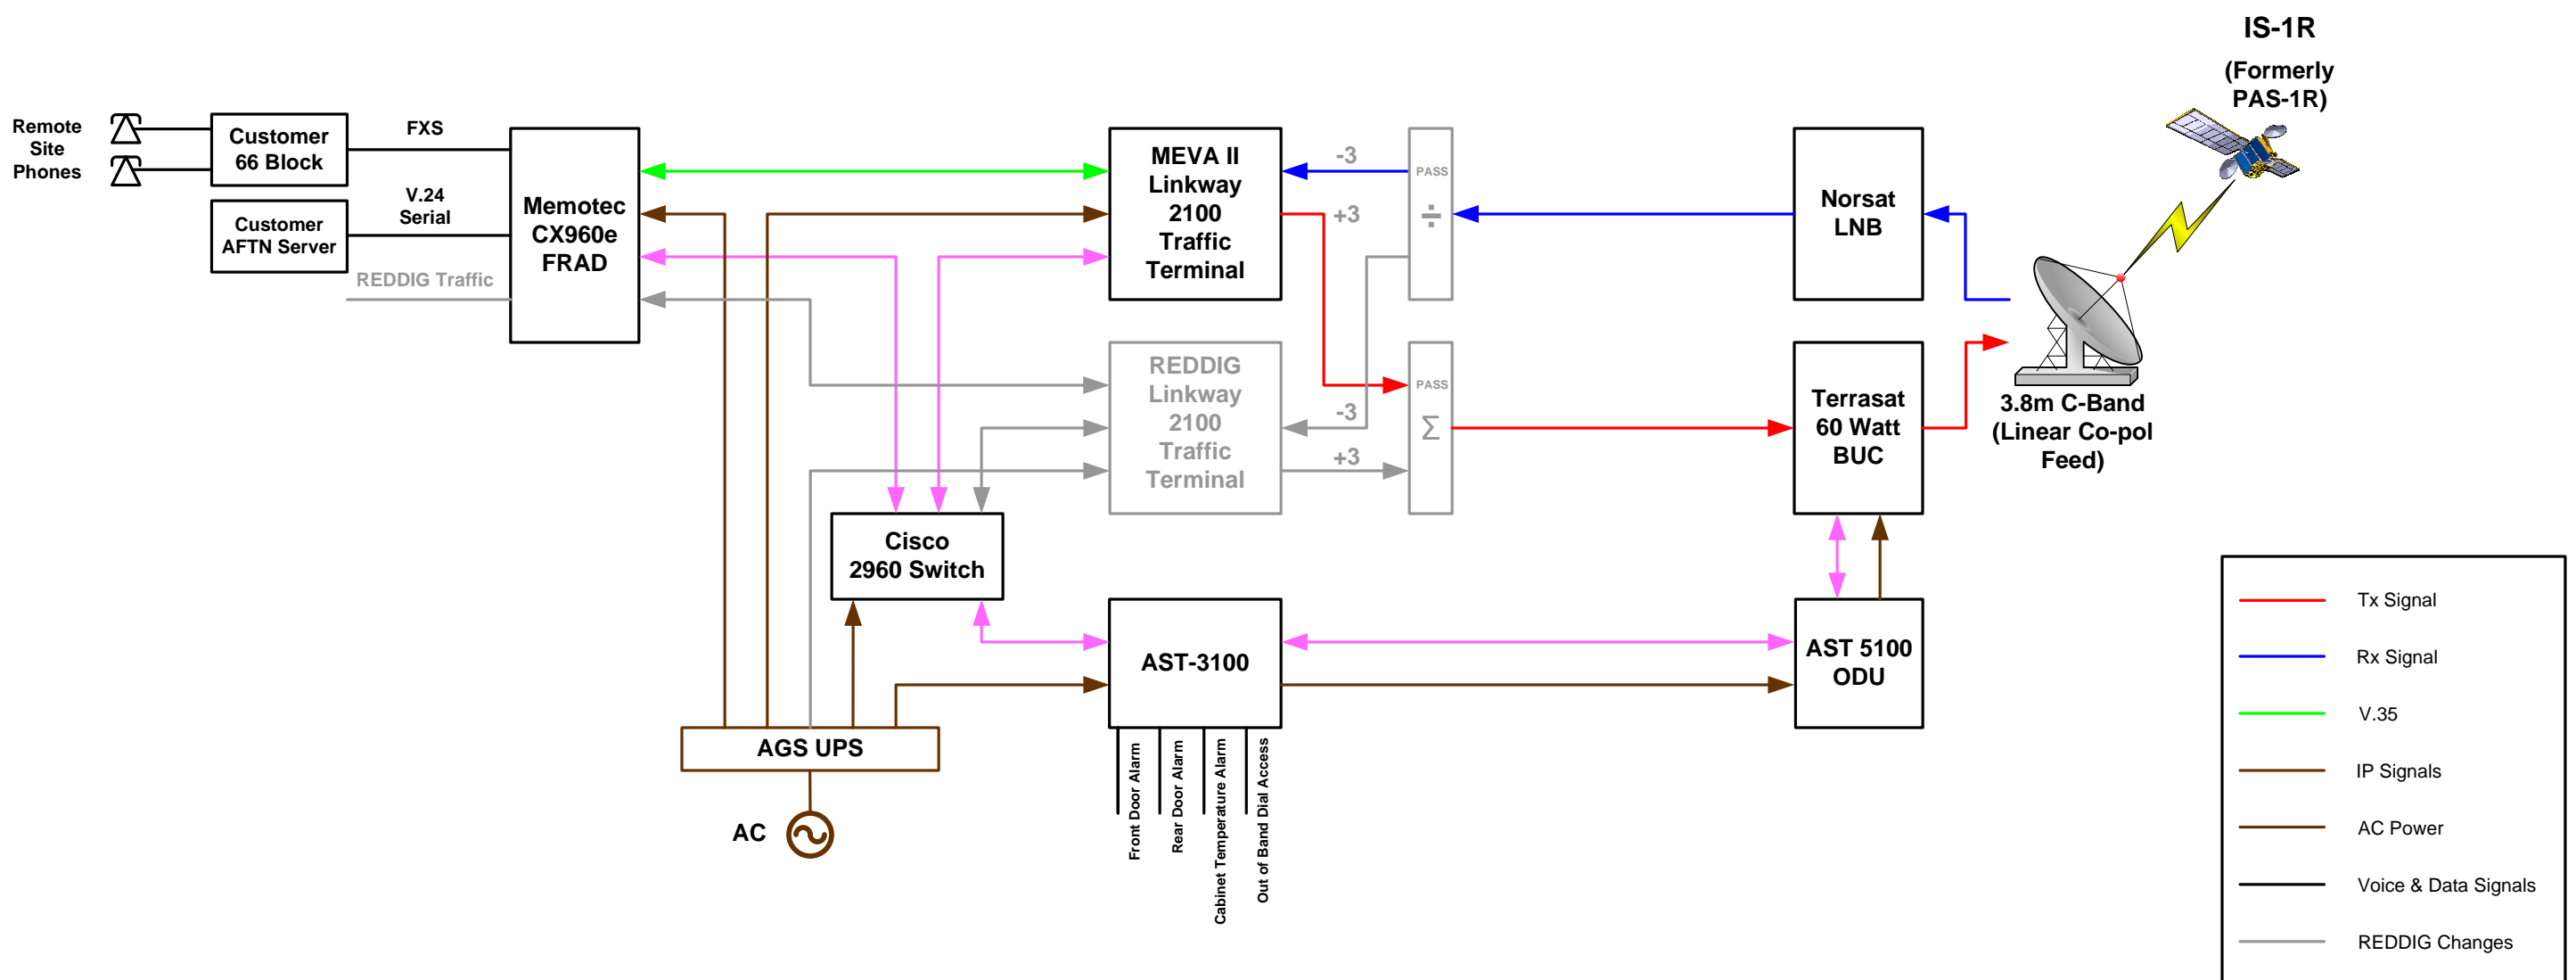 IS-1R
(Formerly
PAS-1R)
Remote
Site
Phones
Customer
66 Block
FXS
Customer
AFTN Server
V.24
Serial
REDDIG Traffic
Memotec
CX960e
FRAD
MEVA II
Linkway
2100
Traffic
Terminal
-3
+3
PASS
÷
Norsat
LNB
REDDIG
Linkway
2100
Traffic
Terminal
-3
+3
PASS
Σ
Terrasat
60 Watt
BUC
3.8m C-Band
(Linear Co-pol
Feed)
Cisco
2960 Switch
AST-3100
AST 5100
ODU
AGS UPS
AC
Front Door Alarm
Rear Door Alarm
Cabinet Temperature Alarm
Out of Band Dial Access
Tx Signal
Rx Signal
V.35
IP Signals
AC Power
Voice & Data Signals
REDDIG Changes